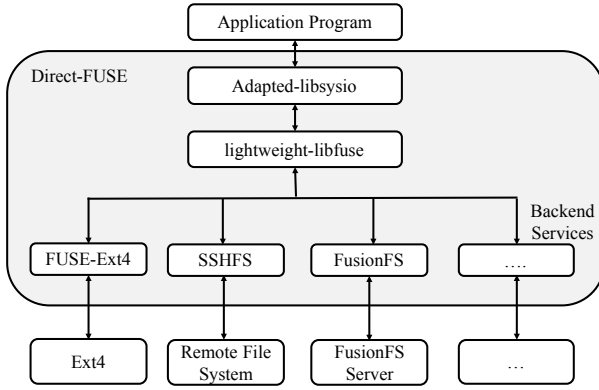 Application Program
Direct-FUSE
Adapted-libsysio
lightweight-libfuse
Backend
Services
FUSE-Ext4
SSHFS
FusionFS
....
Ext4
Remote File
System
FusionFS
Server
...